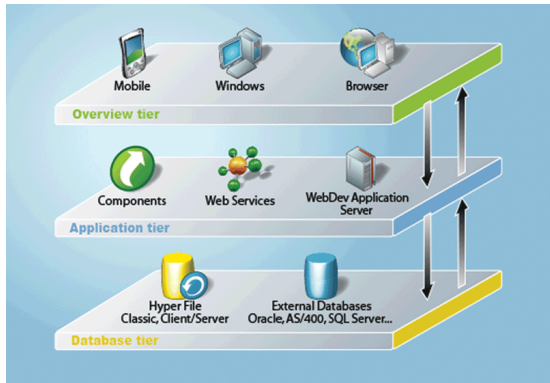 Mobile
Windows
Browser
Overview tier
Components
Web Services
WebDev Application
Server
Application tier
Hyper File
Classic, Client/Server
External Databases
Oracle, AS/400, SQL Server...
Database tier